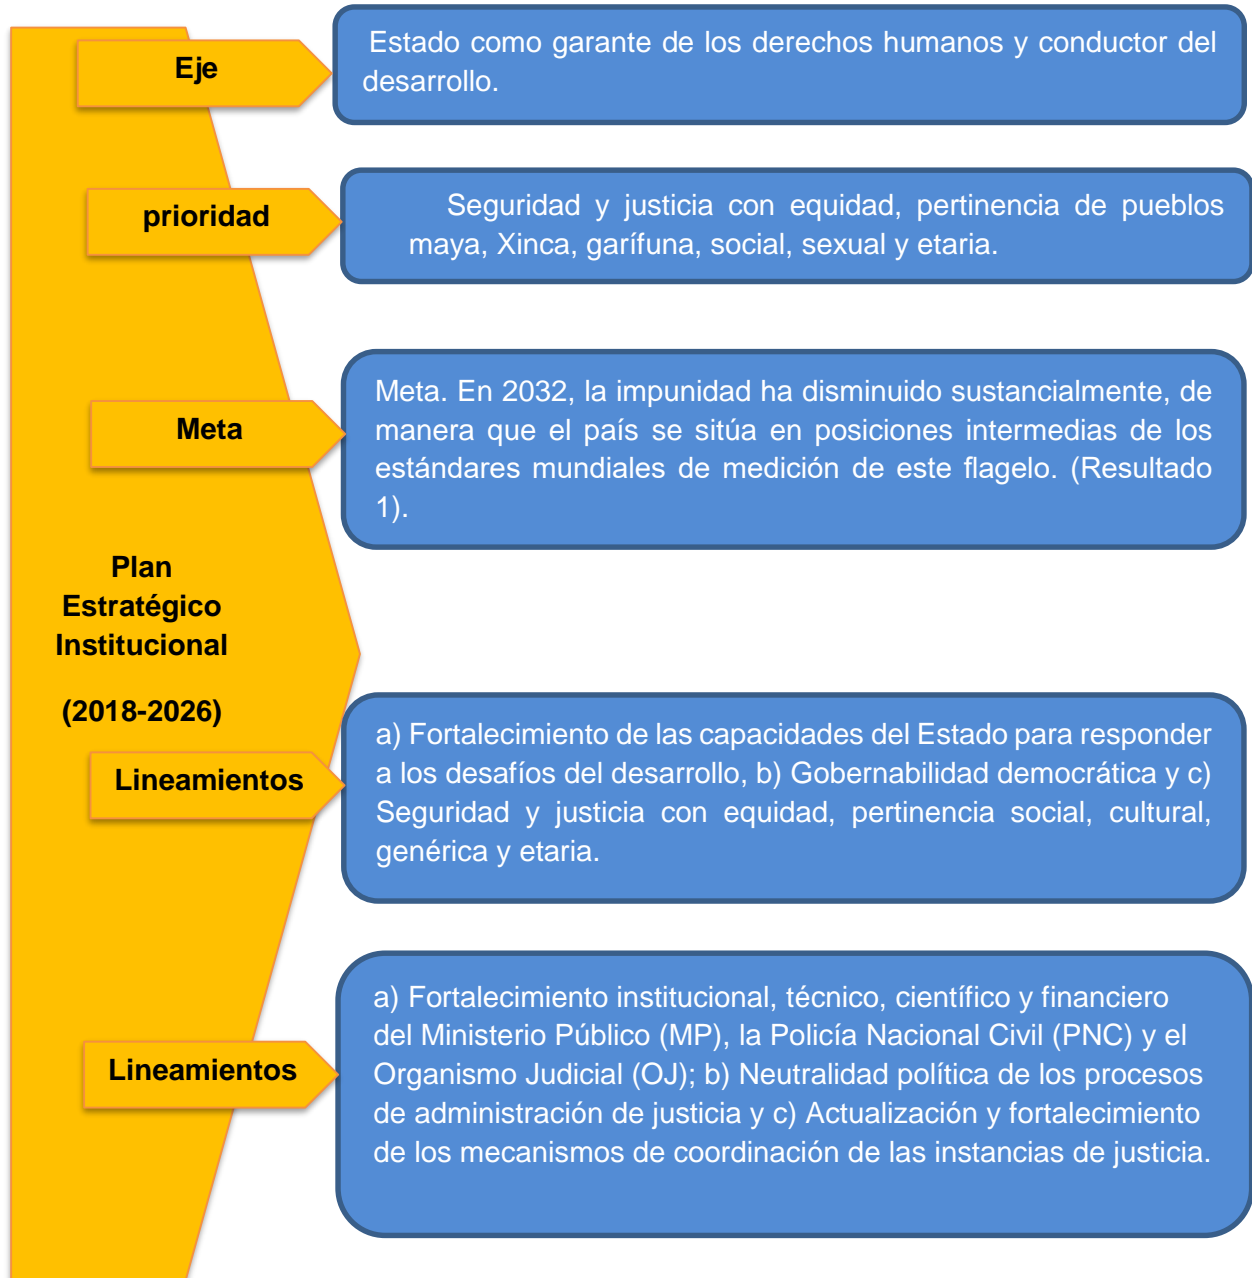 Eje
Estado como garante de los derechos humanos y conductor del
desarrollo.
prioridad
Seguridad y justicia con equidad, pertinencia de pueblos
maya, Xinca, garífuna, social, sexual y etaria.
Meta
Meta. En 2032, la impunidad ha disminuido sustancialmente, de
manera que el país se sitúa en posiciones intermedias de los
estándares mundiales de medición de este flagelo. (Resultado
1).
Plan
Estratégico
Institucional
(2018-2026)
Lineamientos
a) Fortalecimiento de las capacidades del Estado para responder
a los desafíos del desarrollo, b) Gobernabilidad democrática y c)
Seguridad y justicia con equidad, pertinencia social, cultural,
genérica y etaria.
Lineamientos
a) Fortalecimiento institucional, técnico, científico y financiero
del Ministerio Público (MP), la Policía Nacional Civil (PNC) y el
Organismo Judicial (OJ); b) Neutralidad política de los procesos
de administración de justicia y c) Actualización y fortalecimiento
de los mecanismos de coordinación de las instancias de justicia.